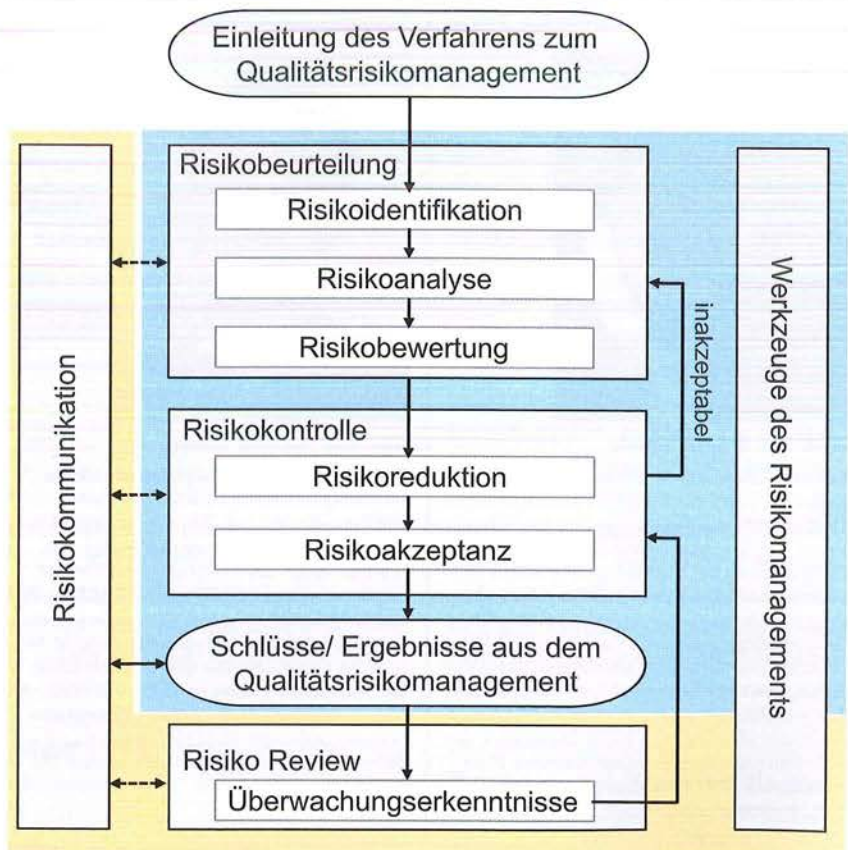 Einleitung des Verfahrens zum
Qualitätsrisikomanagement
Risikobeurteilung
Risikoidentifikation
Risikoanalyse
Risikobewertung
inakzeptabel
Risikokontrolle
Risikoreduktion
Risikoakzeptanz
Schlüsse/ Ergebnisse aus dem
Qualitätsrisikomanagement
Risiko Review
Überwachungserkenntnisse
Risikokommunikation
Werkzeuge des Risikomanagements